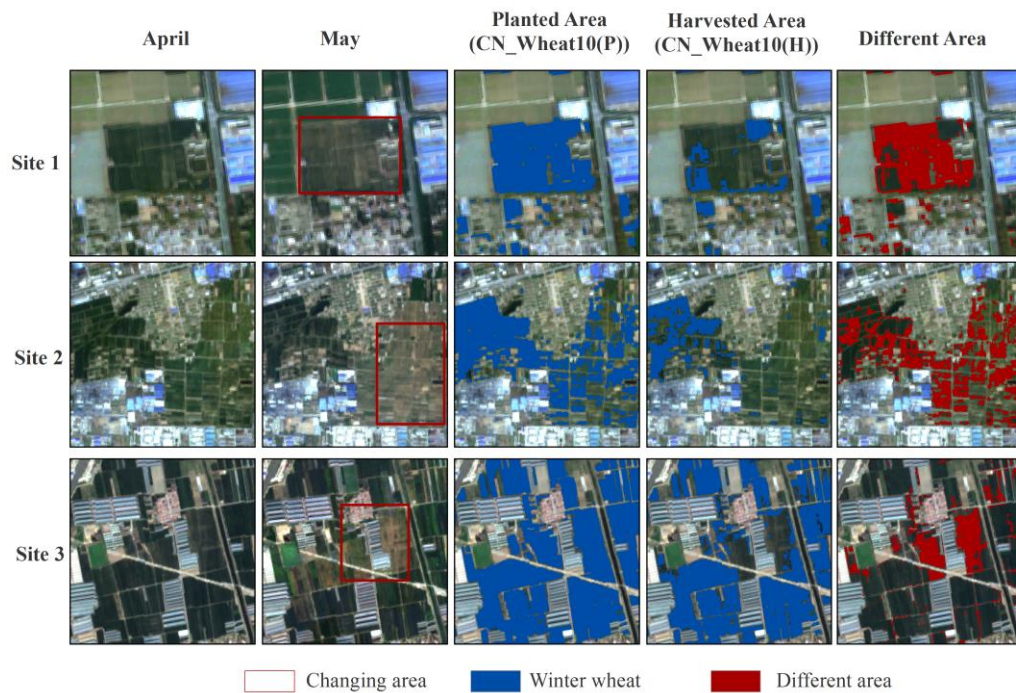 April
May
Planted Area
(CN_Wheat10(P))
Harvested Area
(CN_Wheat10(H))
Different Area
Site 1
Site 2
Site 3
Changing area
Winter wheat
Different area